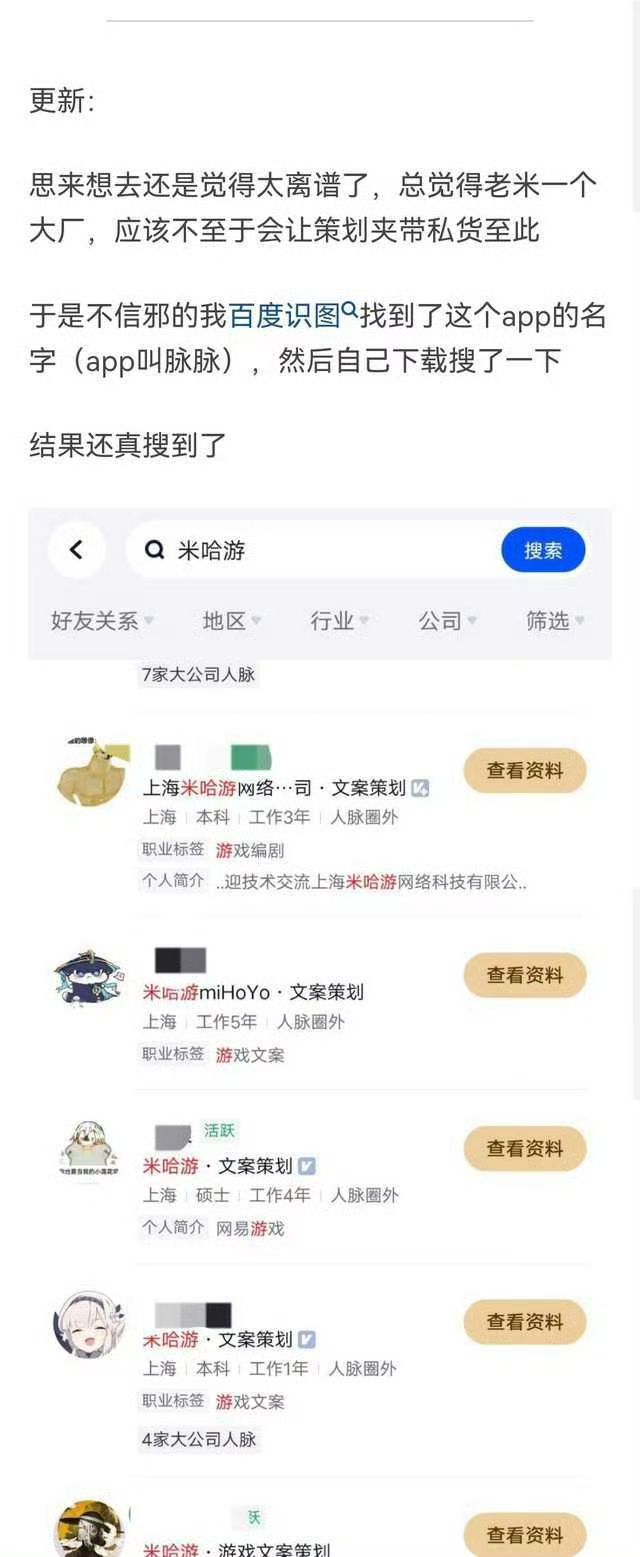 更新：
思来想去还是觉得太离谱了，总觉得老米一个
大厂，应该不至于会让策划夹带私货至此
于是不信邪的我百度识图找到了这个app的名
字（app叫脉脉），然后自己下载搜了一下
结果还真搜到了
米哈游
搜索
好友关系 地区 行业 公司 筛选
7家大公司人脉
查看资料
上海米哈游网络…司·文案策划
上海 本科 工作3年 人脉圈外
职业标签 游戏编剧
个人简介 ..迎技术交流上海米哈游网络科技有限公..
查看资料
米哈游miHoYo·文案策划
上海 工作5年 人脉圈外
职业标签 游戏文案
活跃
查看资料
米哈游·文案策划
上海 硕士 工作4年 人脉圈外
个人简介 网易游戏
查看资料
米哈游·文案策划
上海 本科 工作1年 人脉圈外
职业标签 游戏文案
4家大公司人脉
跃
查看资料
米哈游·游戏文案策划